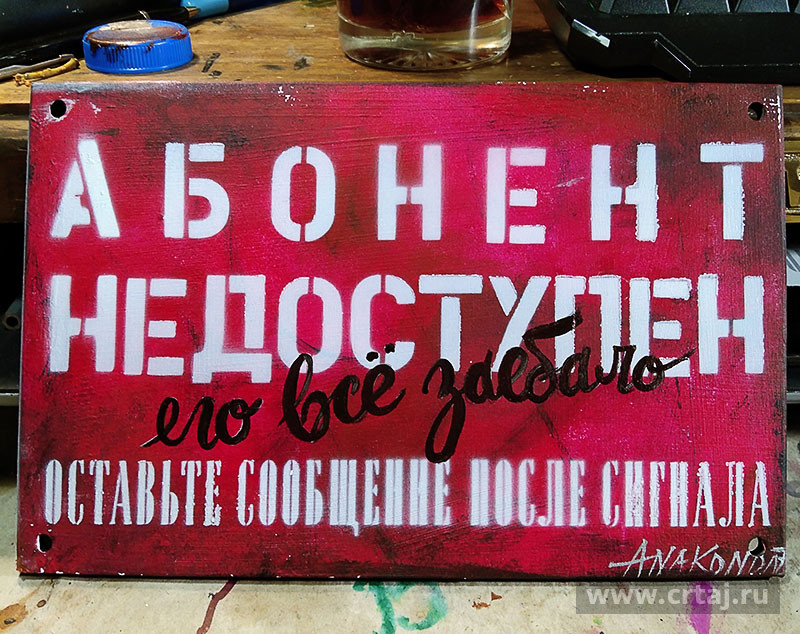 АБОНЕНТ
НЕДОСТУПЕН
его всё заебало
ОСТАВЬТЕ СООБЩЕНИЕ ПОСЛЕ СИГНАЛА
ANAKONDA
www.crtaj.ru